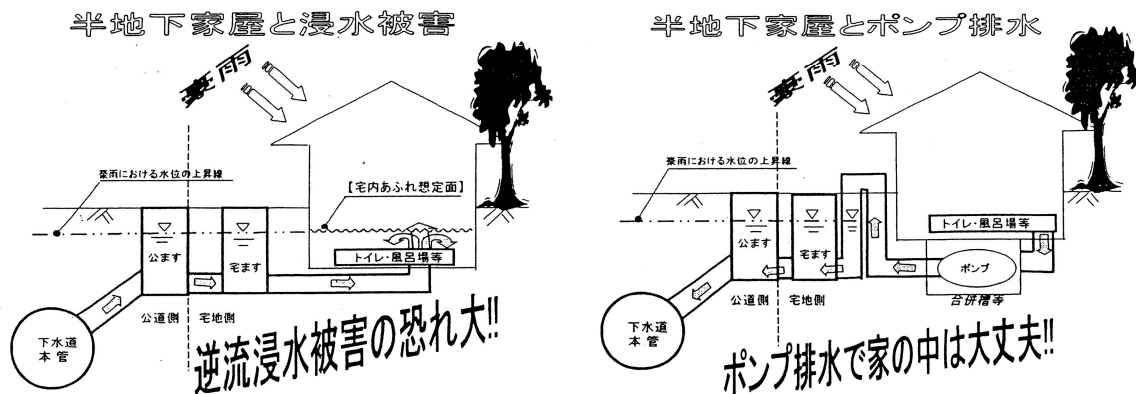 半地下家屋と浸水被害
豪雨
豪雨における水位の上昇線
【宅内あふれ想定面】
公ます
宅ます
トイレ・風呂場等
公道側
宅地側
下水道
本管
逆流浸水被害の恐れ大!!
半地下家屋とポンプ排水
豪雨
豪雨における水位の上昇線
公ます
宅ます
トイレ・風呂場等
ポンプ
合併槽等
公道側
宅地側
下水道
本管
ポンプ排水で家の中は大丈夫!!